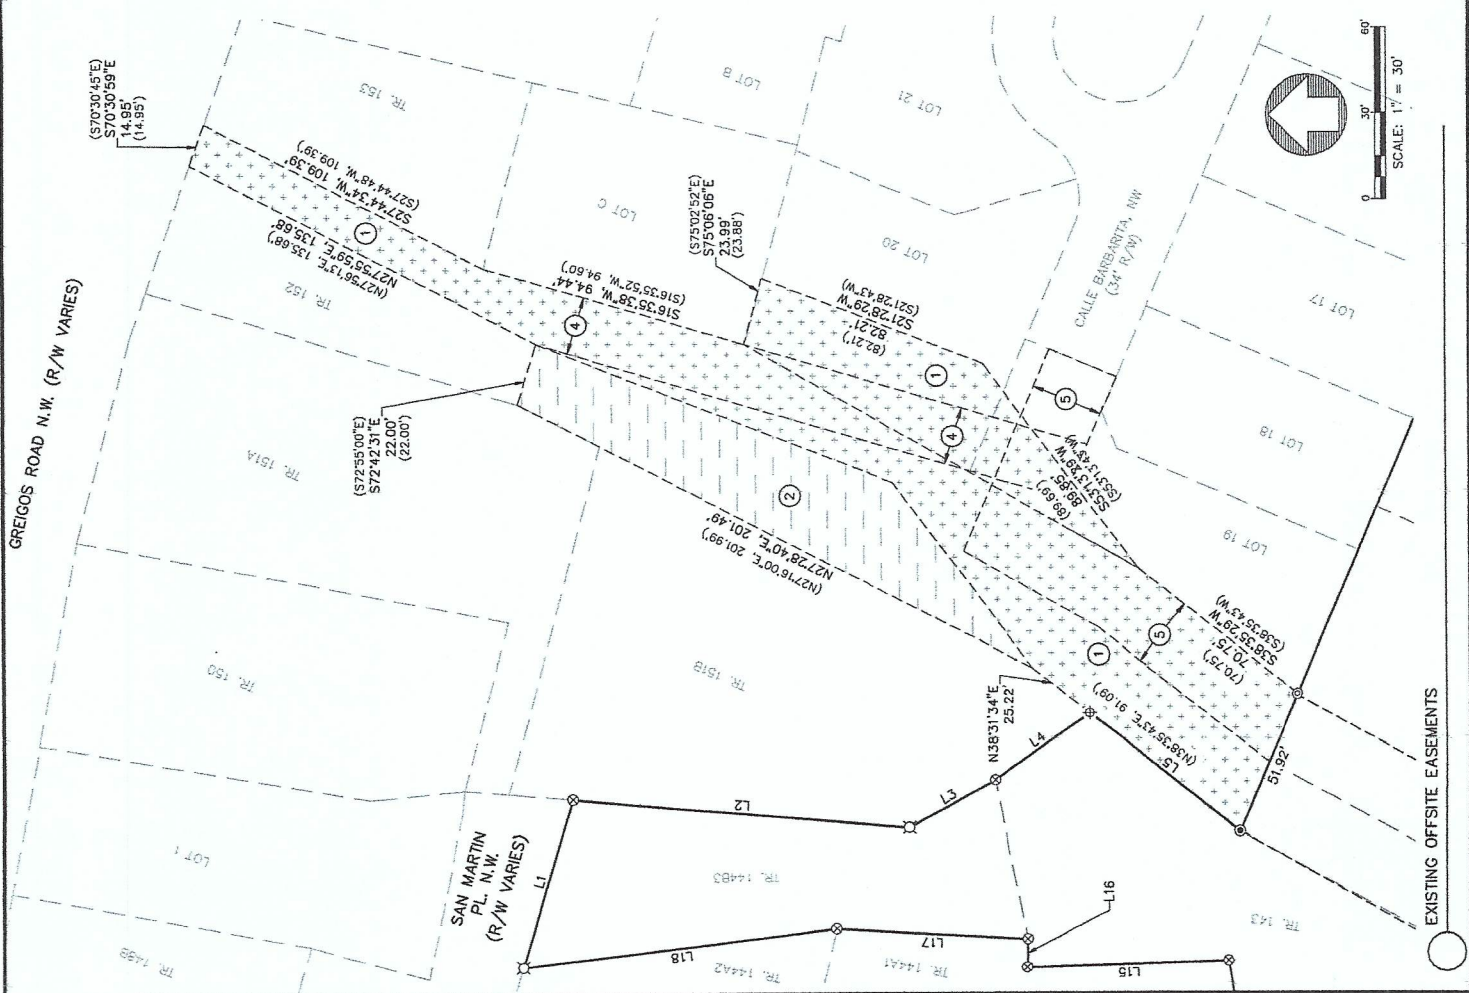 GREIGOS ROAD N.W. (R/W VARIES)
(S70°30'45"E)
S70°30'59"E
14.95'
(14.95')
TR. 153
LOT B
LOT 21
S27°44'34"W, 109.39'
(S27°44'48"W, 109.39')
1
N27°55'59"E, 135.68'
(N27°56'13"E, 135.68')
TR. 152
LOT C
(S75°02'52"E)
S75°06'06"E
23.99'
(23.88')
LOT 20
S16°35'38"W, 94.44'
(S16°35'52"W, 94.60')
4
(S21°28'43"W)
S21°28'29"W
82.21'
(82.21')
1
CALLE BARBARITA, NW
(34' R/W)
LOT 17
0
30'
60'
SCALE: 1" = 30'
(S72°55'00"E)
S72°42'31"E
22.00'
(22.00')
TR. 151A
2
4
5
LOT 18
(S53°13'43"W)
S53°13'29"W
89.85'
(89.69')
N27°28'40"E, 201.49'
(N27°16'00"E, 201.99')
LOT 19
TR. 150
TR. 151B
5
1
(S38°35'43"W)
S38°35'29"W
70.75'
(70.75')
N38°31'34"E
25.22'
(N38°35'43"E, 91.09')
L5
L4
L3
L2
51.92'
LOT 1
SAN MARTIN
PL. N.W.
(R/W VARIES)
L1
TR. 144B3
L16
TR. 143
TR. 149B
L18
TR. 144A2
L17
TR. 144A1
L15
EXISTING OFFSITE EASEMENTS